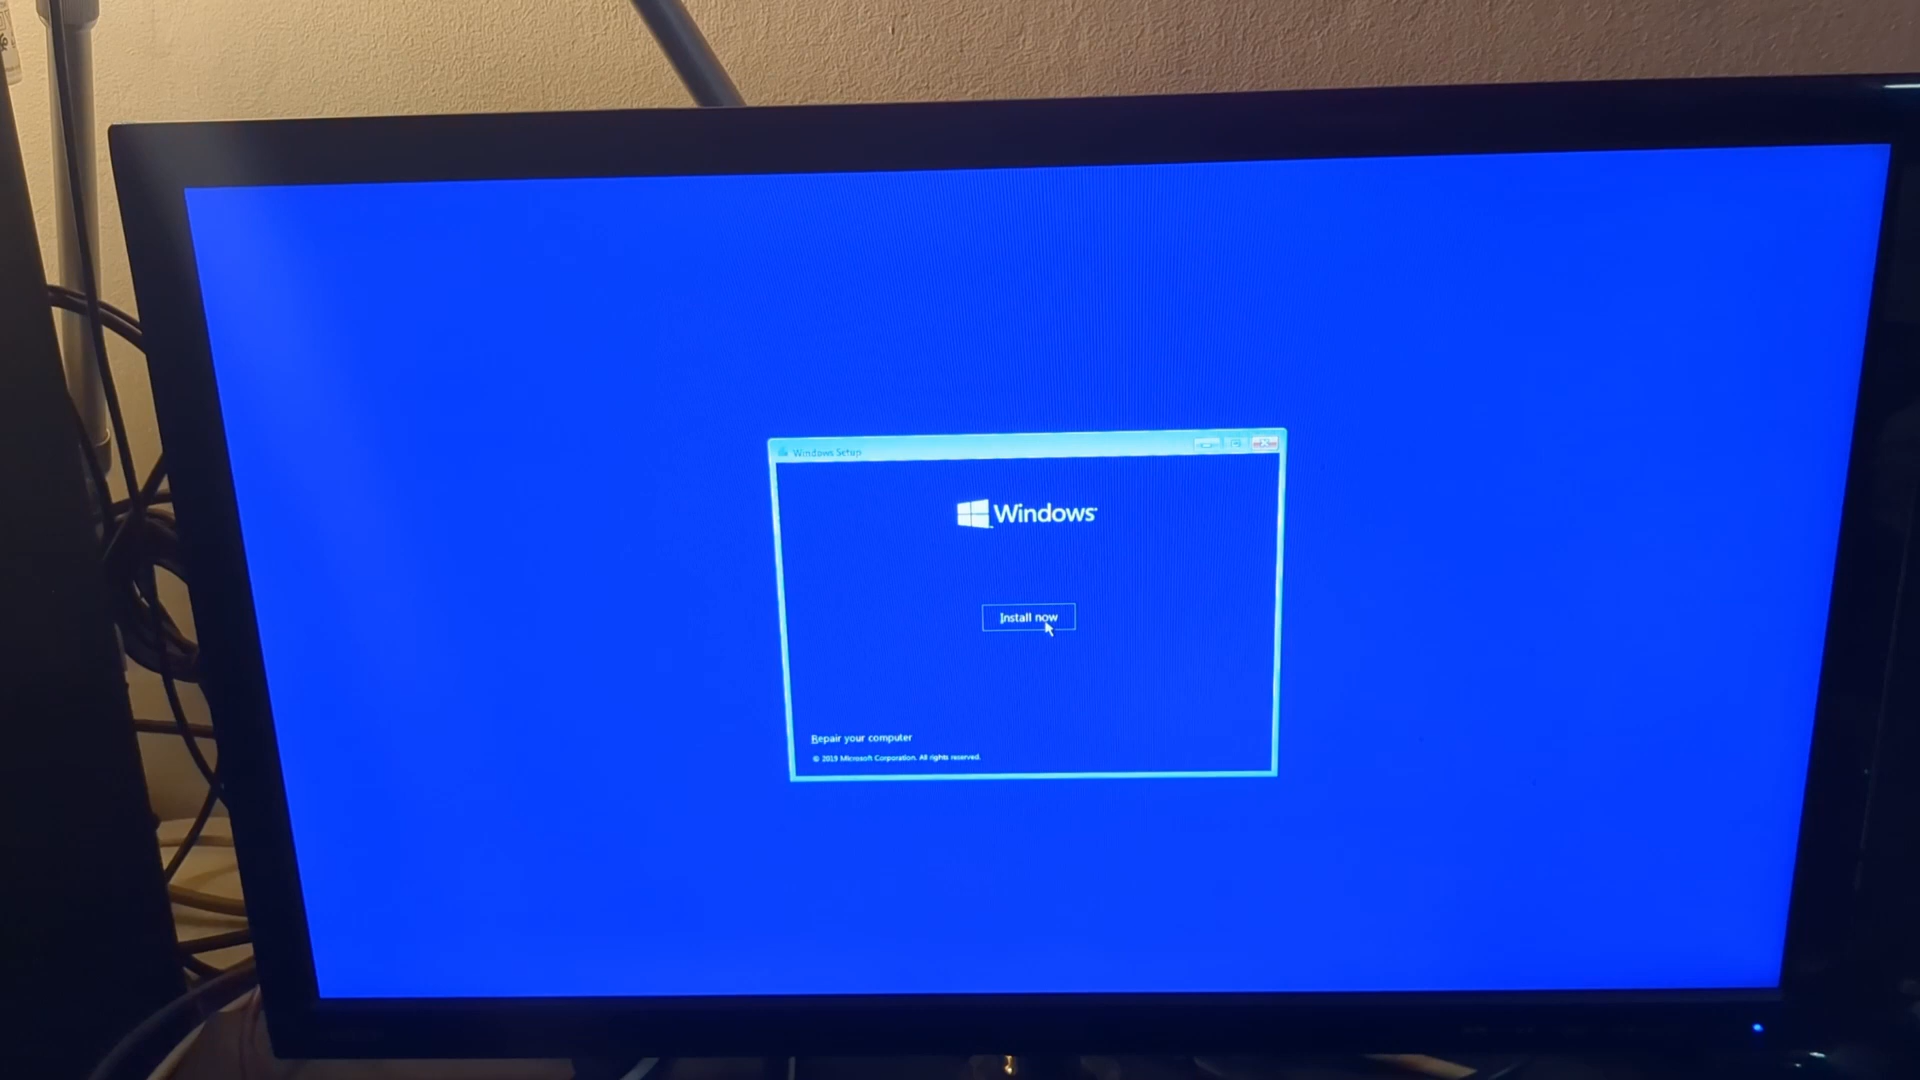 Windows Setup
Windows
Install now
Repair your computer
© 2019 Microsoft Corporation. All rights reserved.